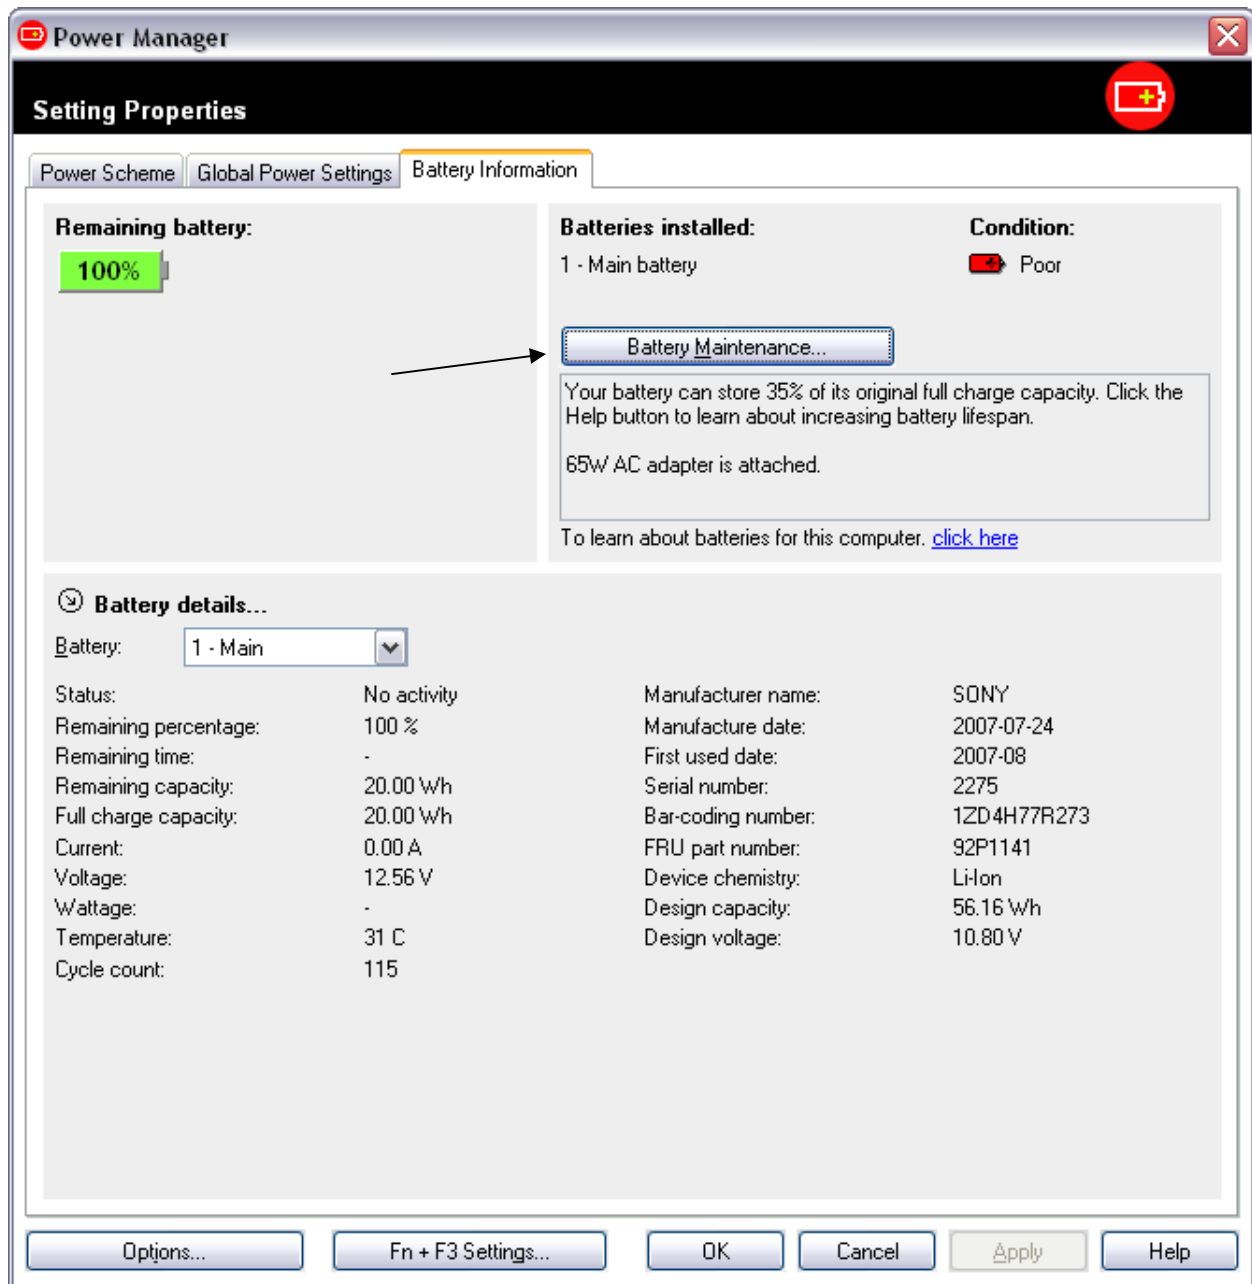 Power Manager
Setting Properties
Power Scheme Global Power Settings Battery Information
Remaining battery:
100%
Batteries installed: Condition:
1 - Main battery Poor
Battery Maintenance...
Your battery can store 35% of its original full charge capacity. Click the
Help button to learn about increasing battery lifespan.
65W AC adapter is attached.
To learn about batteries for this computer. click here
Battery details...
Battery: 1 - Main
Status: No activity Manufacturer name: SONY
Remaining percentage: 100 % Manufacture date: 2007-07-24
Remaining time: - First used date: 2007-08
Remaining capacity: 20.00 Wh Serial number: 2275
Full charge capacity: 20.00 Wh Bar-coding number: 1ZD4H77R273
Current: 0.00 A FRU part number: 92P1141
Voltage: 12.56 V Device chemistry: Li-Ion
Wattage: - Design capacity: 56.16 Wh
Temperature: 31 C Design voltage: 10.80 V
Cycle count: 115
Options... Fn + F3 Settings... OK Cancel Apply Help